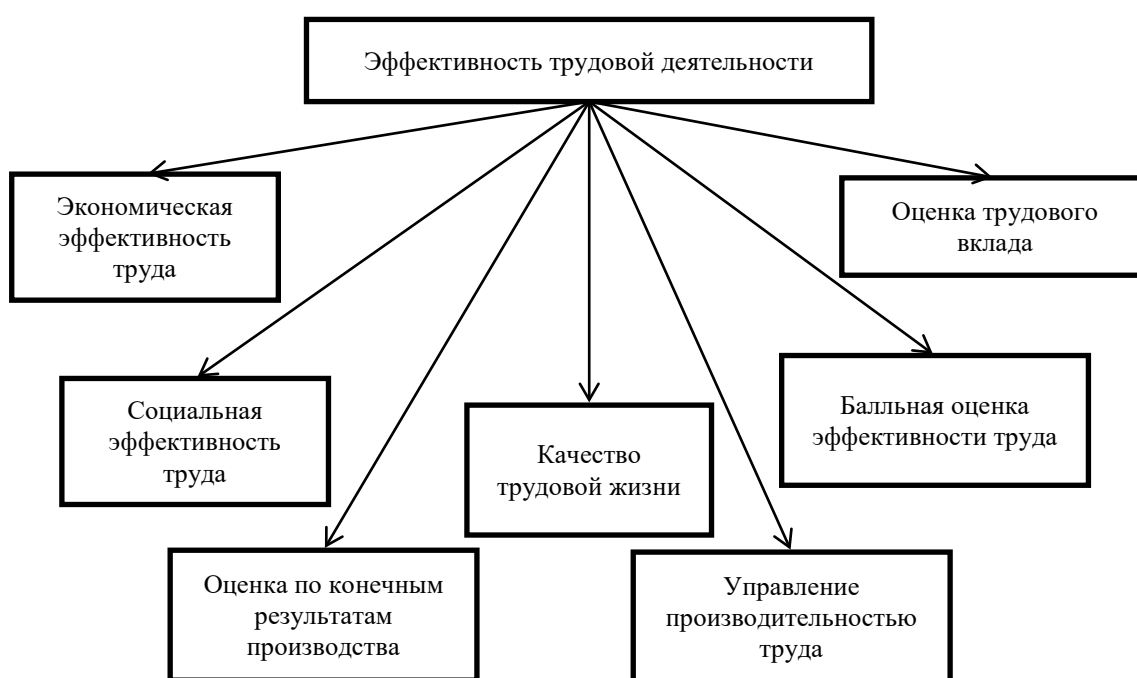 Эффективность трудовой деятельности
Экономическая
эффективность
труда
Оценка трудового
вклада
Социальная
эффективность
труда
Качество
трудовой жизни
Балльная оценка
эффективности труда
Оценка по конечным
результатам
производства
Управление
производительностью
труда